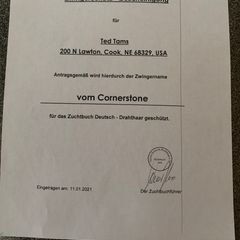 für
Ted Toms
200 N Lawton, Cook, NE 68329, USA
Antragsgemäß wird hierdurch der Zwingername
vom Cornerstone
für das Zuchtbuch Deutsch - Drahthaar geschützt.
Eingetragen am: 11.01.2021
Der Zuchtbuchführer